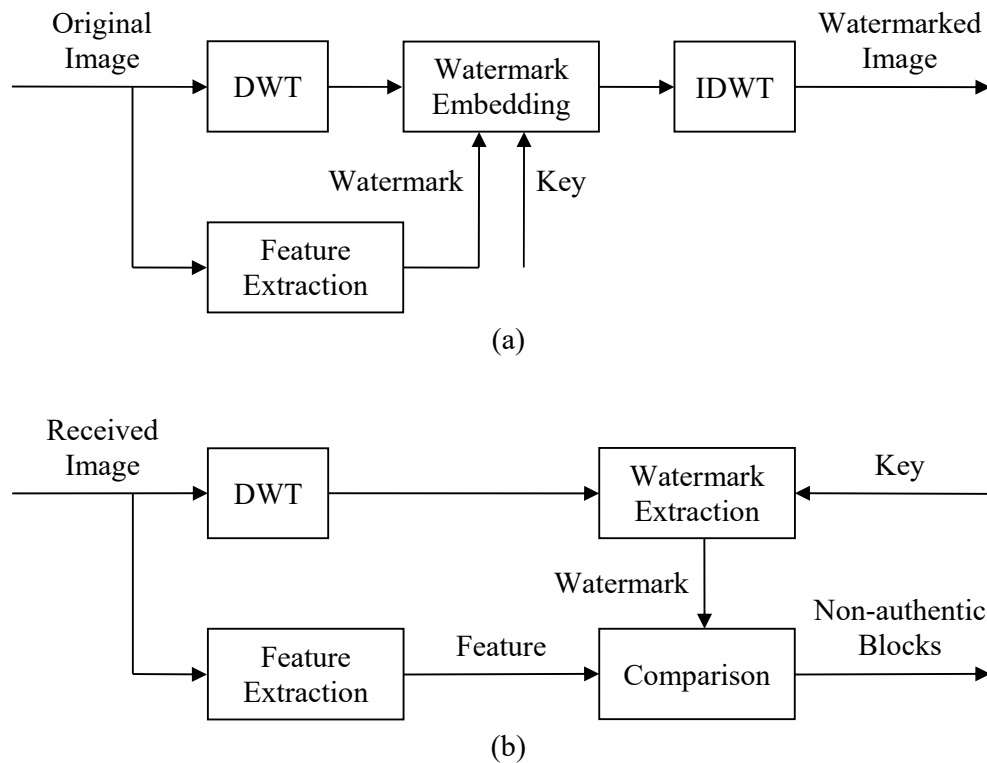 Original
Image
DWT
Watermark
Embedding
IDWT
Watermarked
Image
Watermark
Key
Feature
Extraction
(a)
Received
Image
DWT
Watermark
Extraction
Key
Watermark
Feature
Extraction
Feature
Comparison
Non-authentic
Blocks
(b)